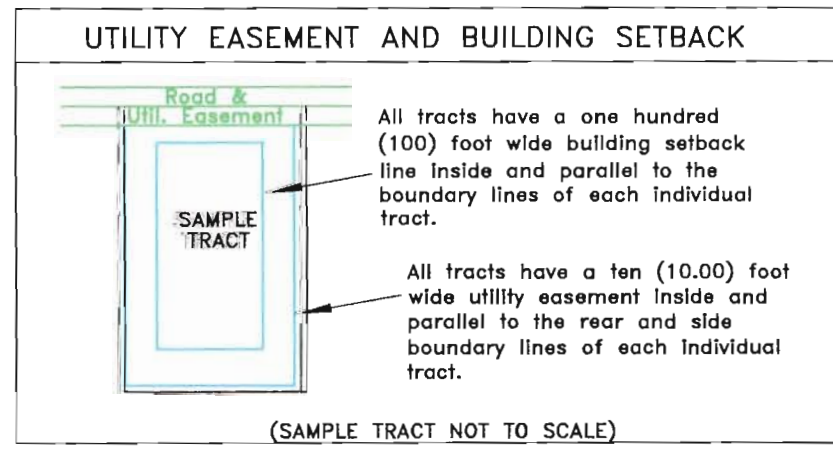 UTILITY EASEMENT AND BUILDING SETBACK
Road &
Util. Easement
All tracts have a one hundred
(100) foot wide building setback
line inside and parallel to the
boundary lines of each individual
tract.
SAMPLE
TRACT
All tracts have a ten (10.00) foot
wide utility easement inside and
parallel to the rear and side
boundary lines of each individual
tract.
(SAMPLE TRACT NOT TO SCALE)